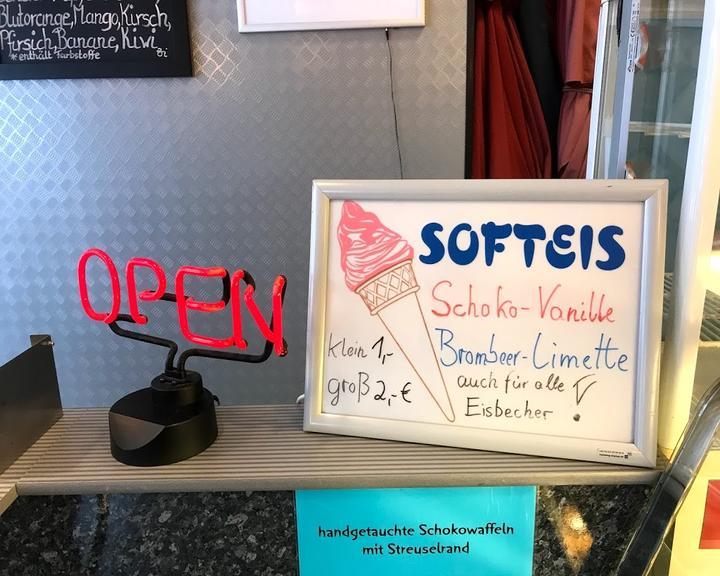 Blutorange, Mango, Kirsch,
Pfirsich, Banane, Kiwi
* enthält Farbstoffe
OPEN
SOFTEIS
Schoko-Vanille
Brombeer-Limette
auch für alle
Eisbecher
Klein 1,-
groß 2,-€
handgetauchte Schokowaffeln
mit Streuselrand